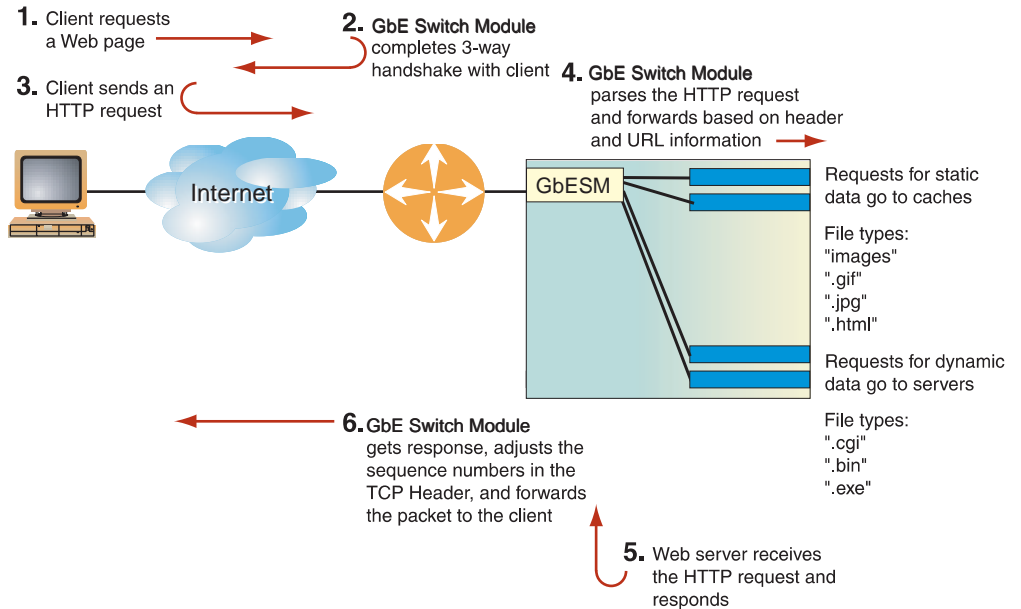 1. Client requests
a Web page
2. GbE Switch Module
completes 3-way
handshake with client
3. Client sends an
HTTP request
4. GbE Switch Module
parses the HTTP request
and forwards based on header
and URL information
Internet
GbESM
Requests for static
data go to caches
File types:
"images"
".gif"
".jpg"
".html"
Requests for dynamic
data go to servers
File types:
".cgi"
".bin"
".exe"
6. GbE Switch Module
gets response, adjusts the
sequence numbers in the
TCP Header, and forwards
the packet to the client
5. Web server receives
the HTTP request and
responds